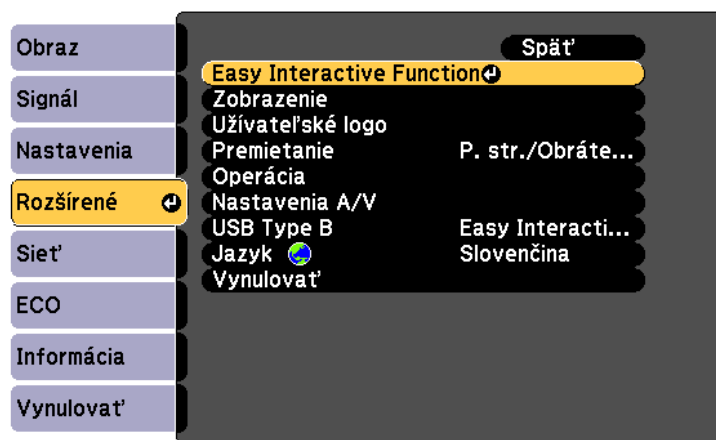 Obraz
Signál
Nastavenia
Rozšírené
Sieť
ECO
Informácia
Vynulovať
Späť
Easy Interactive Function
Zobrazenie
Užívateľské logo
Premietanie P. str./Obráte...
Operácia
Nastavenia A/V
USB Type B Easy Interacti...
Jazyk Slovenčina
Vynulovať